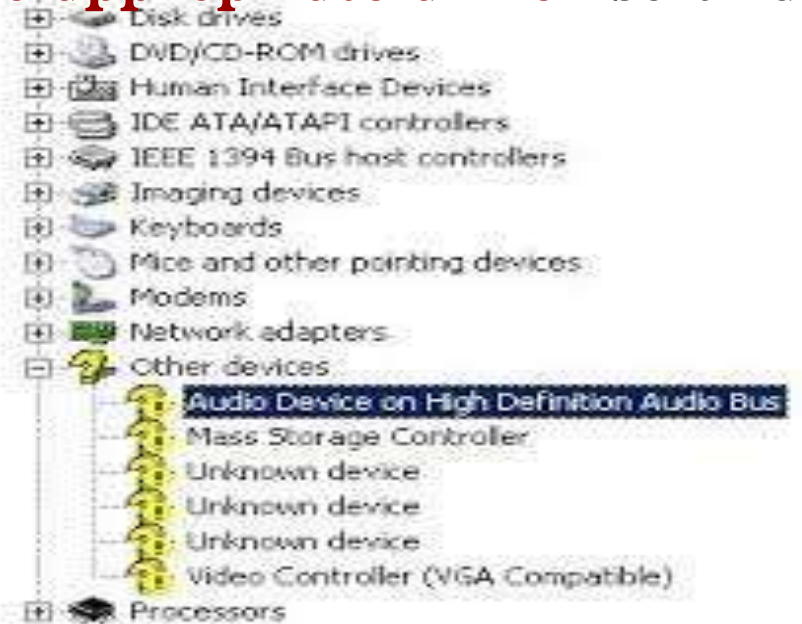 Disk drives
DVD/CD-ROM drives
Human Interface Devices
IDE ATA/ATAPI controllers
IEEE 1394 Bus host controllers
Imaging devices
Keyboards
Mice and other pointing devices
Modems
Network adapters
Other devices
Audio Device on High Definition Audio Bus
Mass Storage Controller
Unknown device
Unknown device
Unknown device
Video Controller (VGA Compatible)
Processors